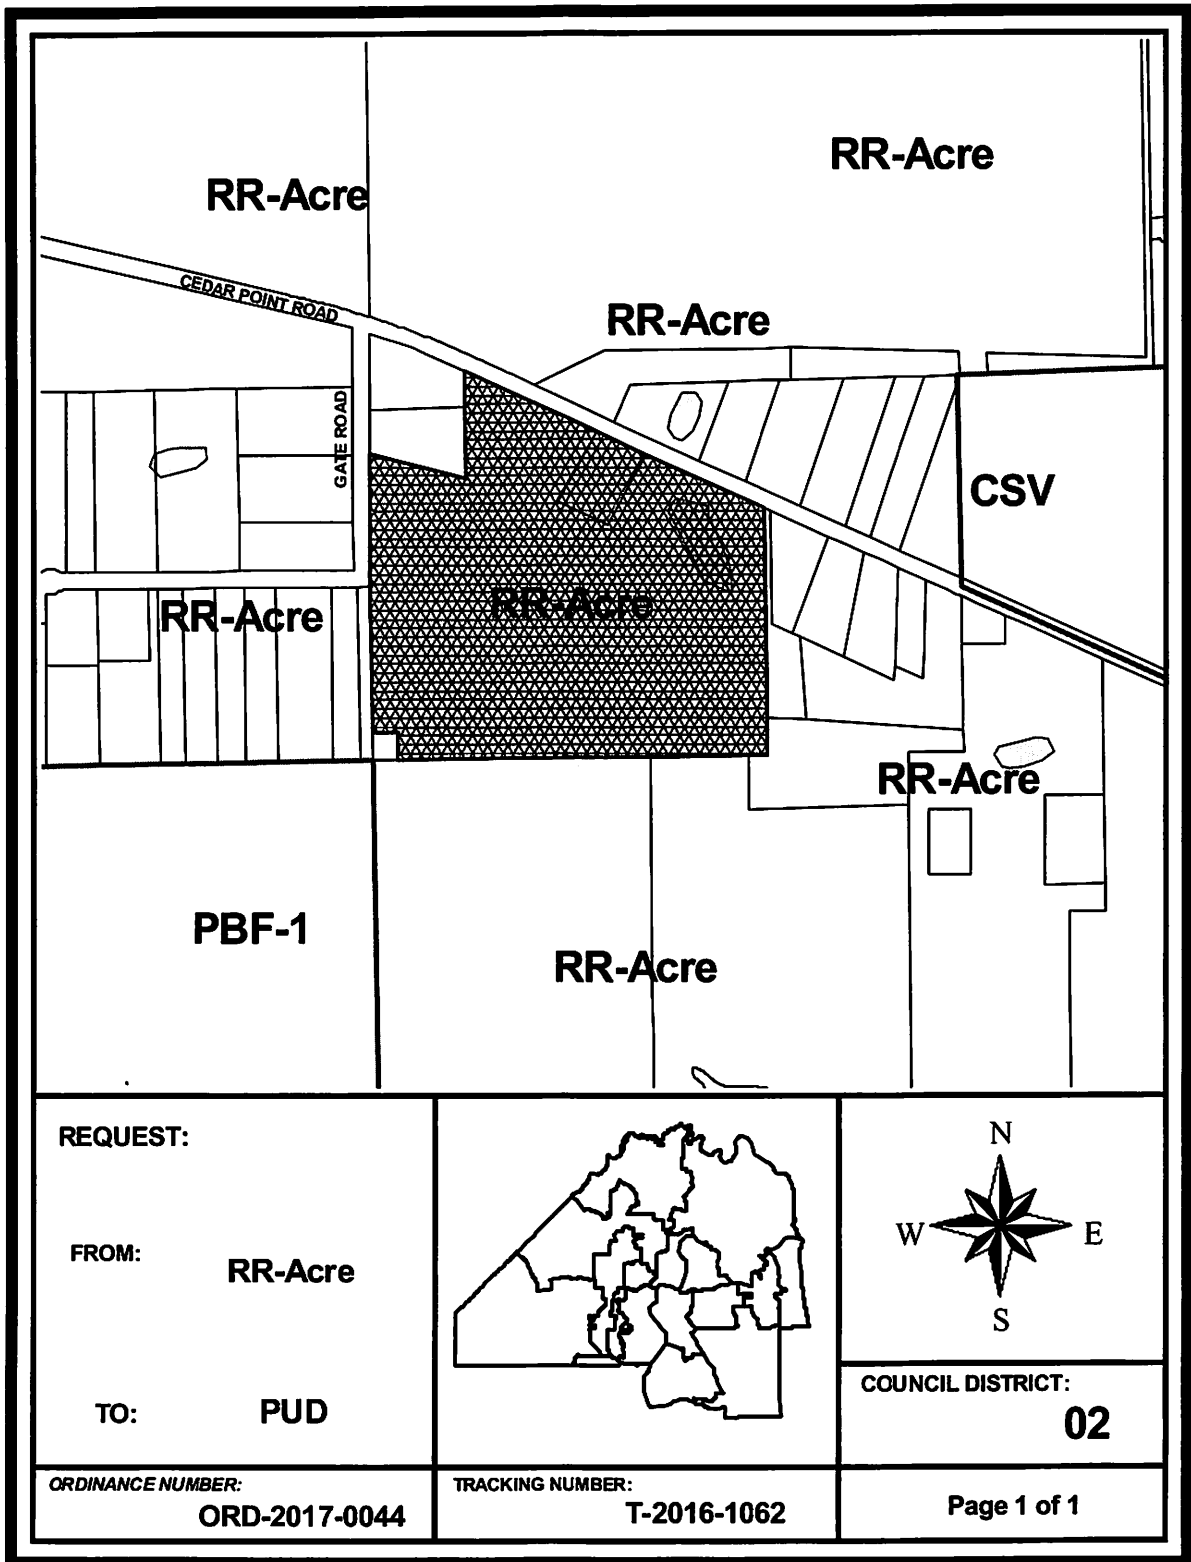 RR-Acre
RR-Acre
CEDAR POINT ROAD
RR-Acre
GATE ROAD
CSV
RR-Acre
RR-Acre
RR-Acre
PBF-1
RR-Acre
REQUEST:
FROM:
RR-Acre
TO: PUD
N
W E
S
COUNCIL DISTRICT:
02
ORDINANCE NUMBER:
ORD-2017-0044
TRACKING NUMBER:
T-2016-1062
Page 1 of 1